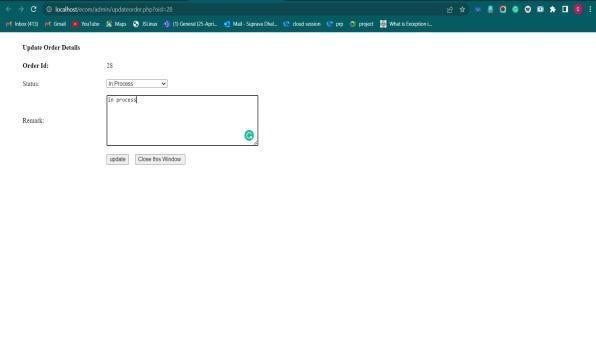 localhost/ecom/admin/updateorder.php?oid=28
Inbox (413) Gmail YouTube Maps JSLinux (1) General (25-Apri... Mail - Suprava Dhal... cloud session prp project What is Exception i...
Update Order Details
Order Id: 28
Status: In Process
in process
Remark:
update Close this Window